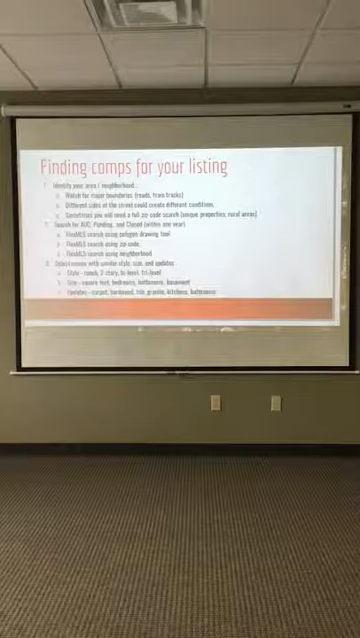 Finding comps for your listing
1. Identify your area / neighborhood...
a. Watch for major boundaries (roads, train tracks)
b. Different sides of the street could create different conditions
c. Sometimes you will need a full zip code search (unique properties, rural areas)
2. Search for AUC, Pending, and Closed (within one year)
a. FlexMLS search using polygon drawing tool
b. FlexMLS search using zip code,
c. FlexMLS search using neighborhood
3. Select comps with similar style, size, and updates
a. Style - ranch, 2-story, bi-level, tri-level
b. Size - square feet, bedrooms, bathrooms, basement
c. Updates - carpet, hardwood, tile, granite, kitchens, bathrooms